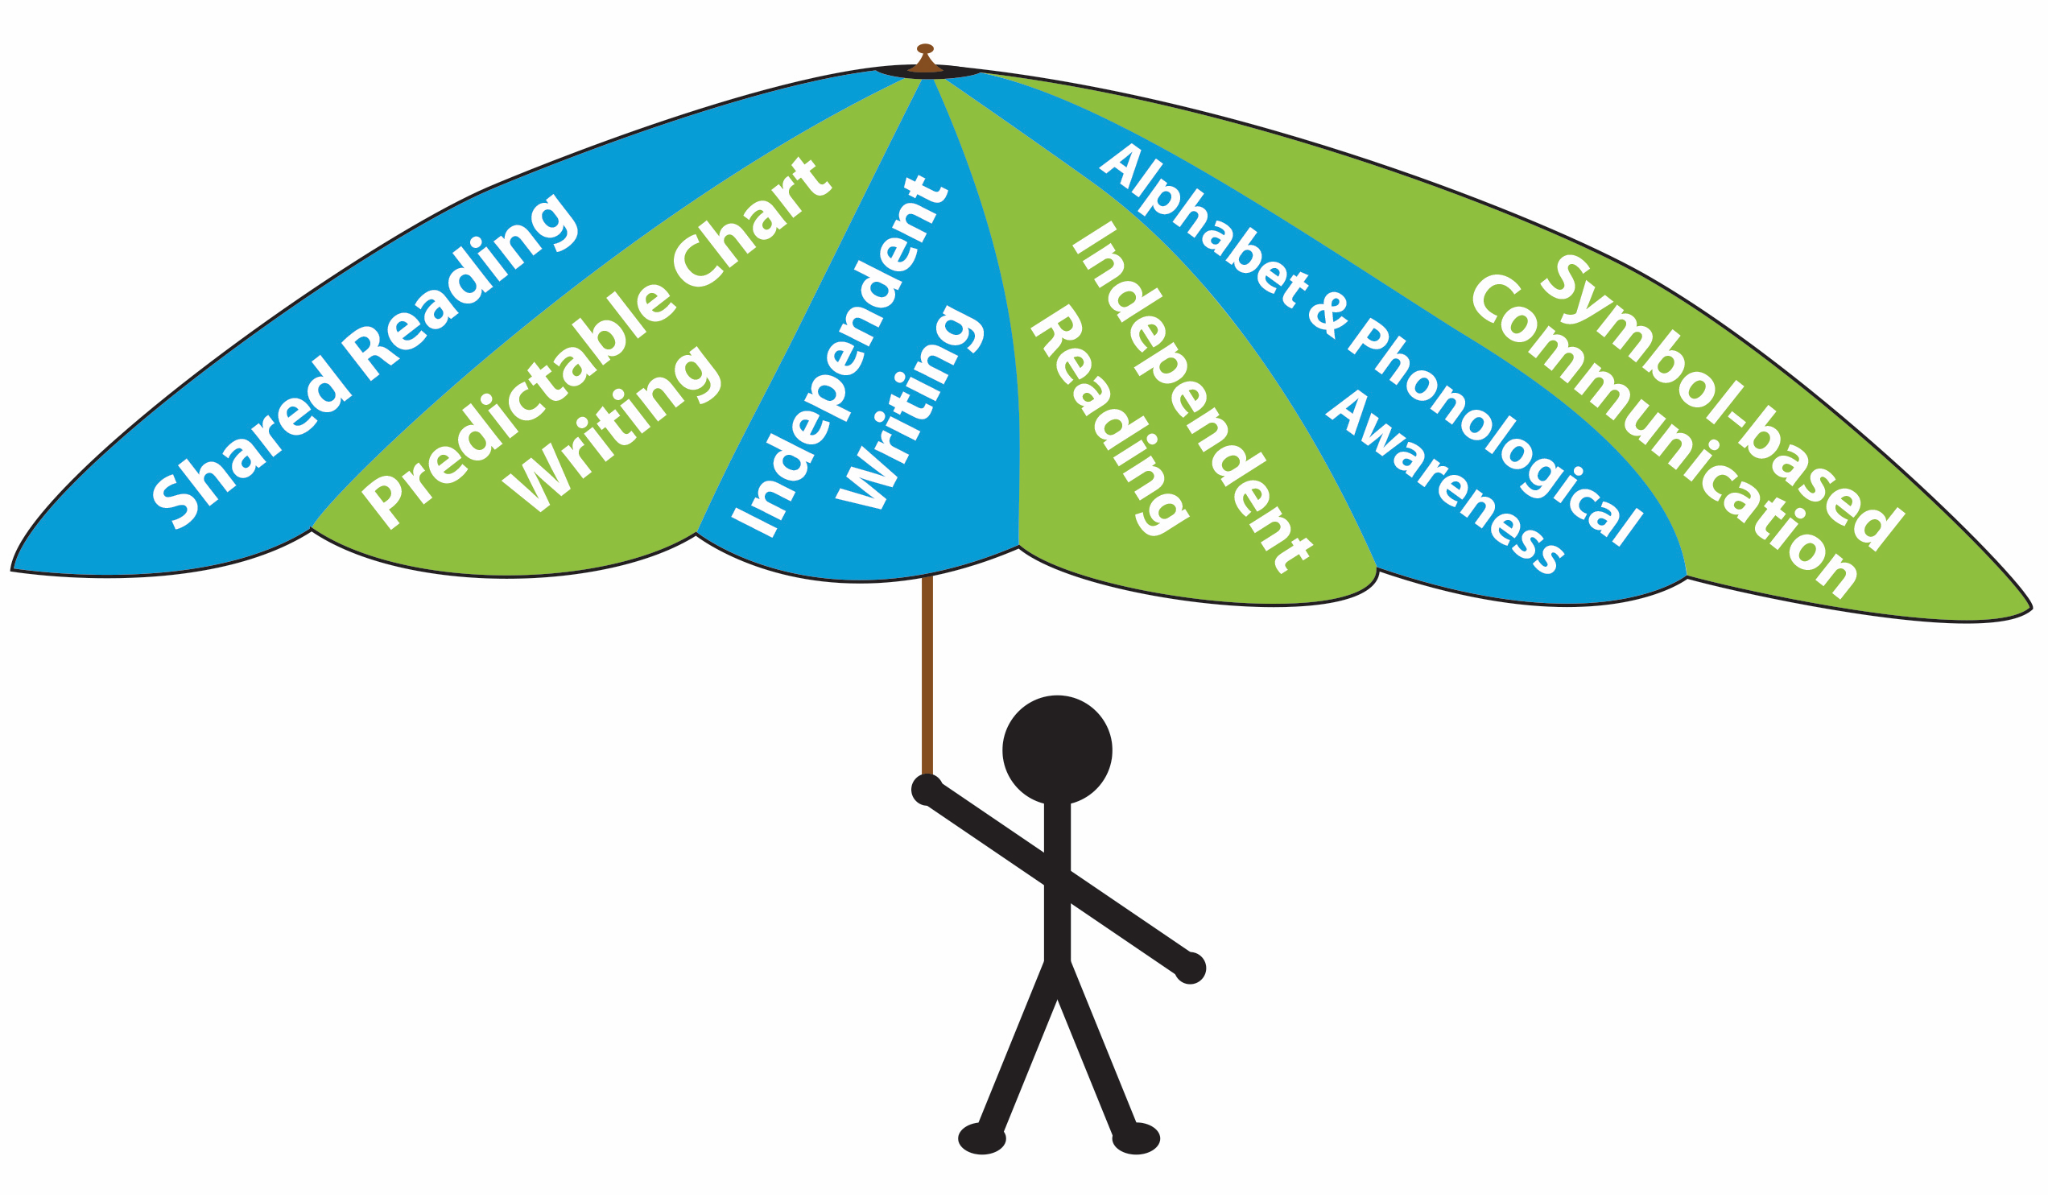 Shared Reading
Predictable Chart
Writing
Independent
Writing
Independent
Reading
Alphabet & Phonological
Awareness
Symbol-based
Communication